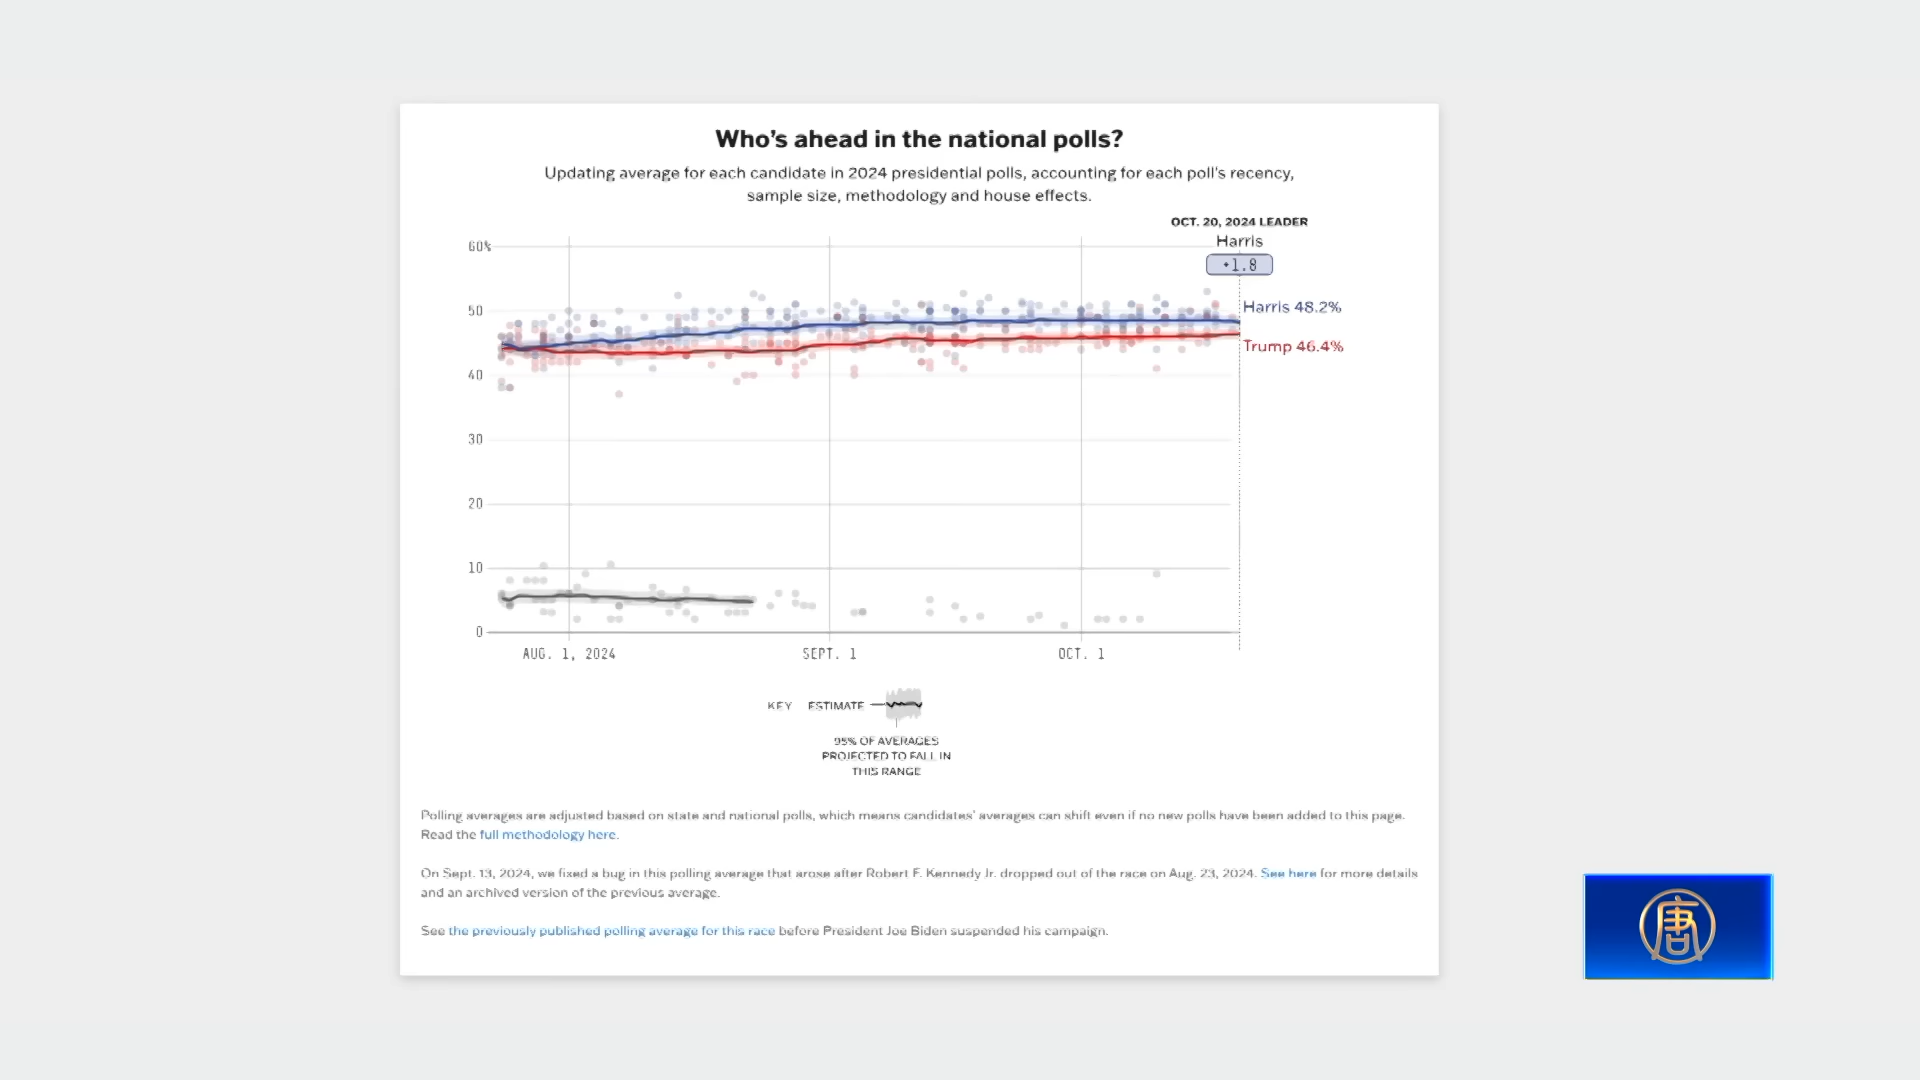 Who's ahead in the national polls?
Updating average for each candidate in 2024 presidential polls, accounting for each poll's recency,
sample size, methodology and house effects.
OCT. 20, 2024 LEADER
Harris
+1.8
60%
50
40
30
20
10
0
Harris 48.2%
Trump 46.4%
AUG. 1, 2024
SEPT. 1
OCT. 1
KEY ESTIMATE
95% OF AVERAGES
PROJECTED TO FALL IN
THIS RANGE
Polling averages are adjusted based on state and national polls, which means candidates' averages can shift even if no new polls have been added to this page.
Read the full methodology here.
On Sept. 13, 2024, we fixed a bug in this polling average that arose after Robert F. Kennedy Jr. dropped out of the race on Aug. 23, 2024. See here for more details
and an archived version of the previous average.
See the previously published polling average for this race before President Joe Biden suspended his campaign.
唐